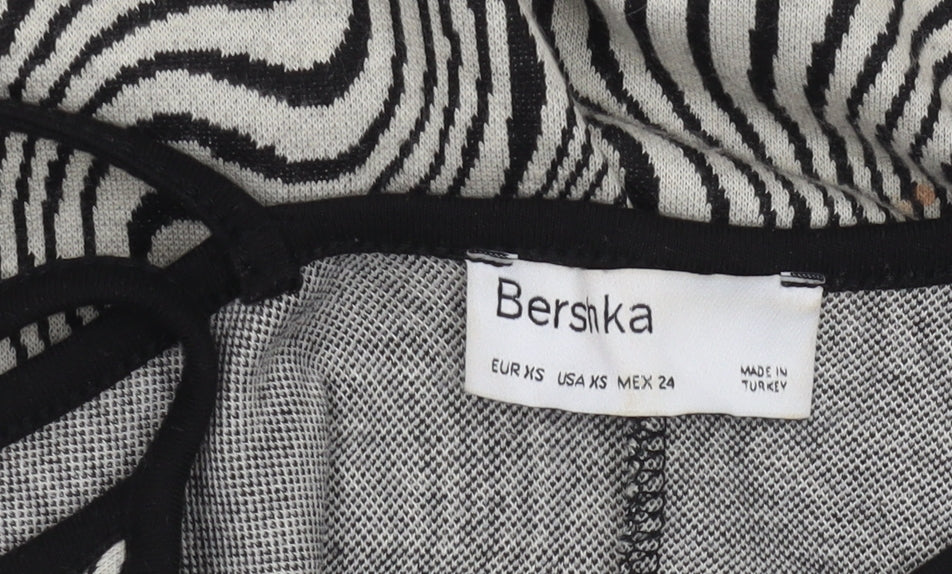 Bershka
EUR XS USA XS MEX 24
MADE IN
TURKEY